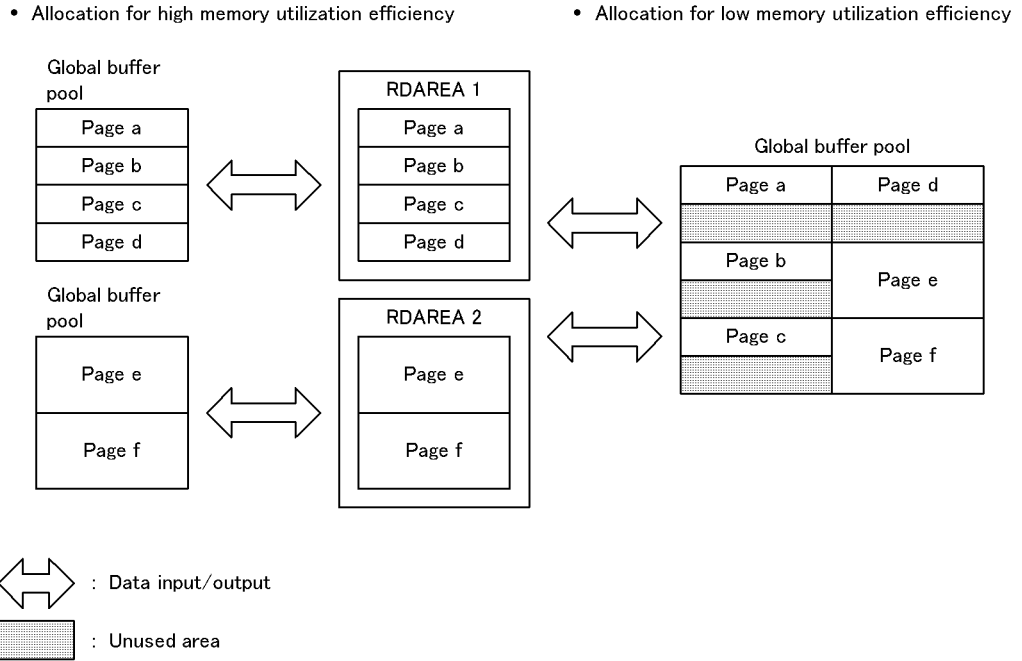 • Allocation for high memory utilization efficiency
• Allocation for low memory utilization efficiency
Global buffer
pool
Page a
Page b
Page c
Page d
RDAREA 1
Page a
Page b
Page c
Page d
Global buffer
pool
Page e
Page f
RDAREA 2
Page e
Page f
Global buffer pool
Page a
Page d
Page b
Page e
Page c
Page f
: Data input/output
: Unused area